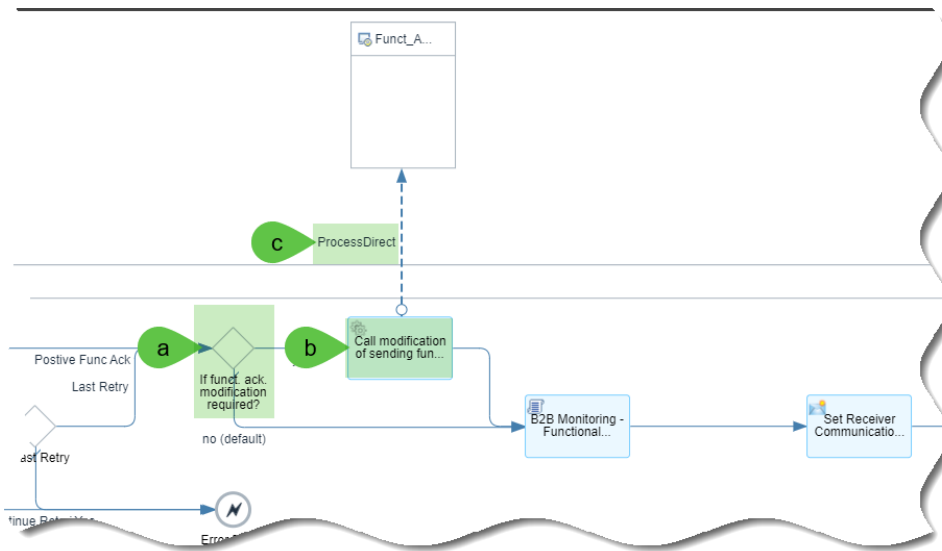 Funct_A...
c
ProcessDirect
a
b
Call modification
of sending fun...
Postive Func Ack
If funct. ack.
modification
required?
Last Retry
no (default)
B2B Monitoring -
Functional...
Set Receiver
Communicatio...
Last Retry